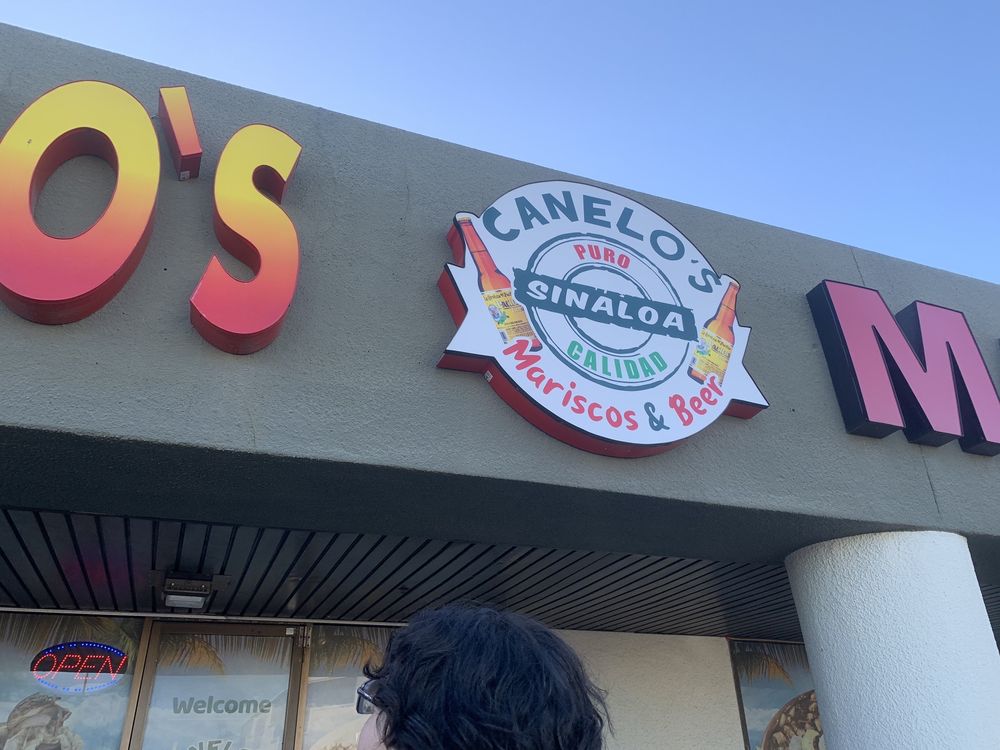 O'S
CANELO'S
PURO
SINALOA
CALIDAD
Mariscos & Beer
M
OPEN
Welcome